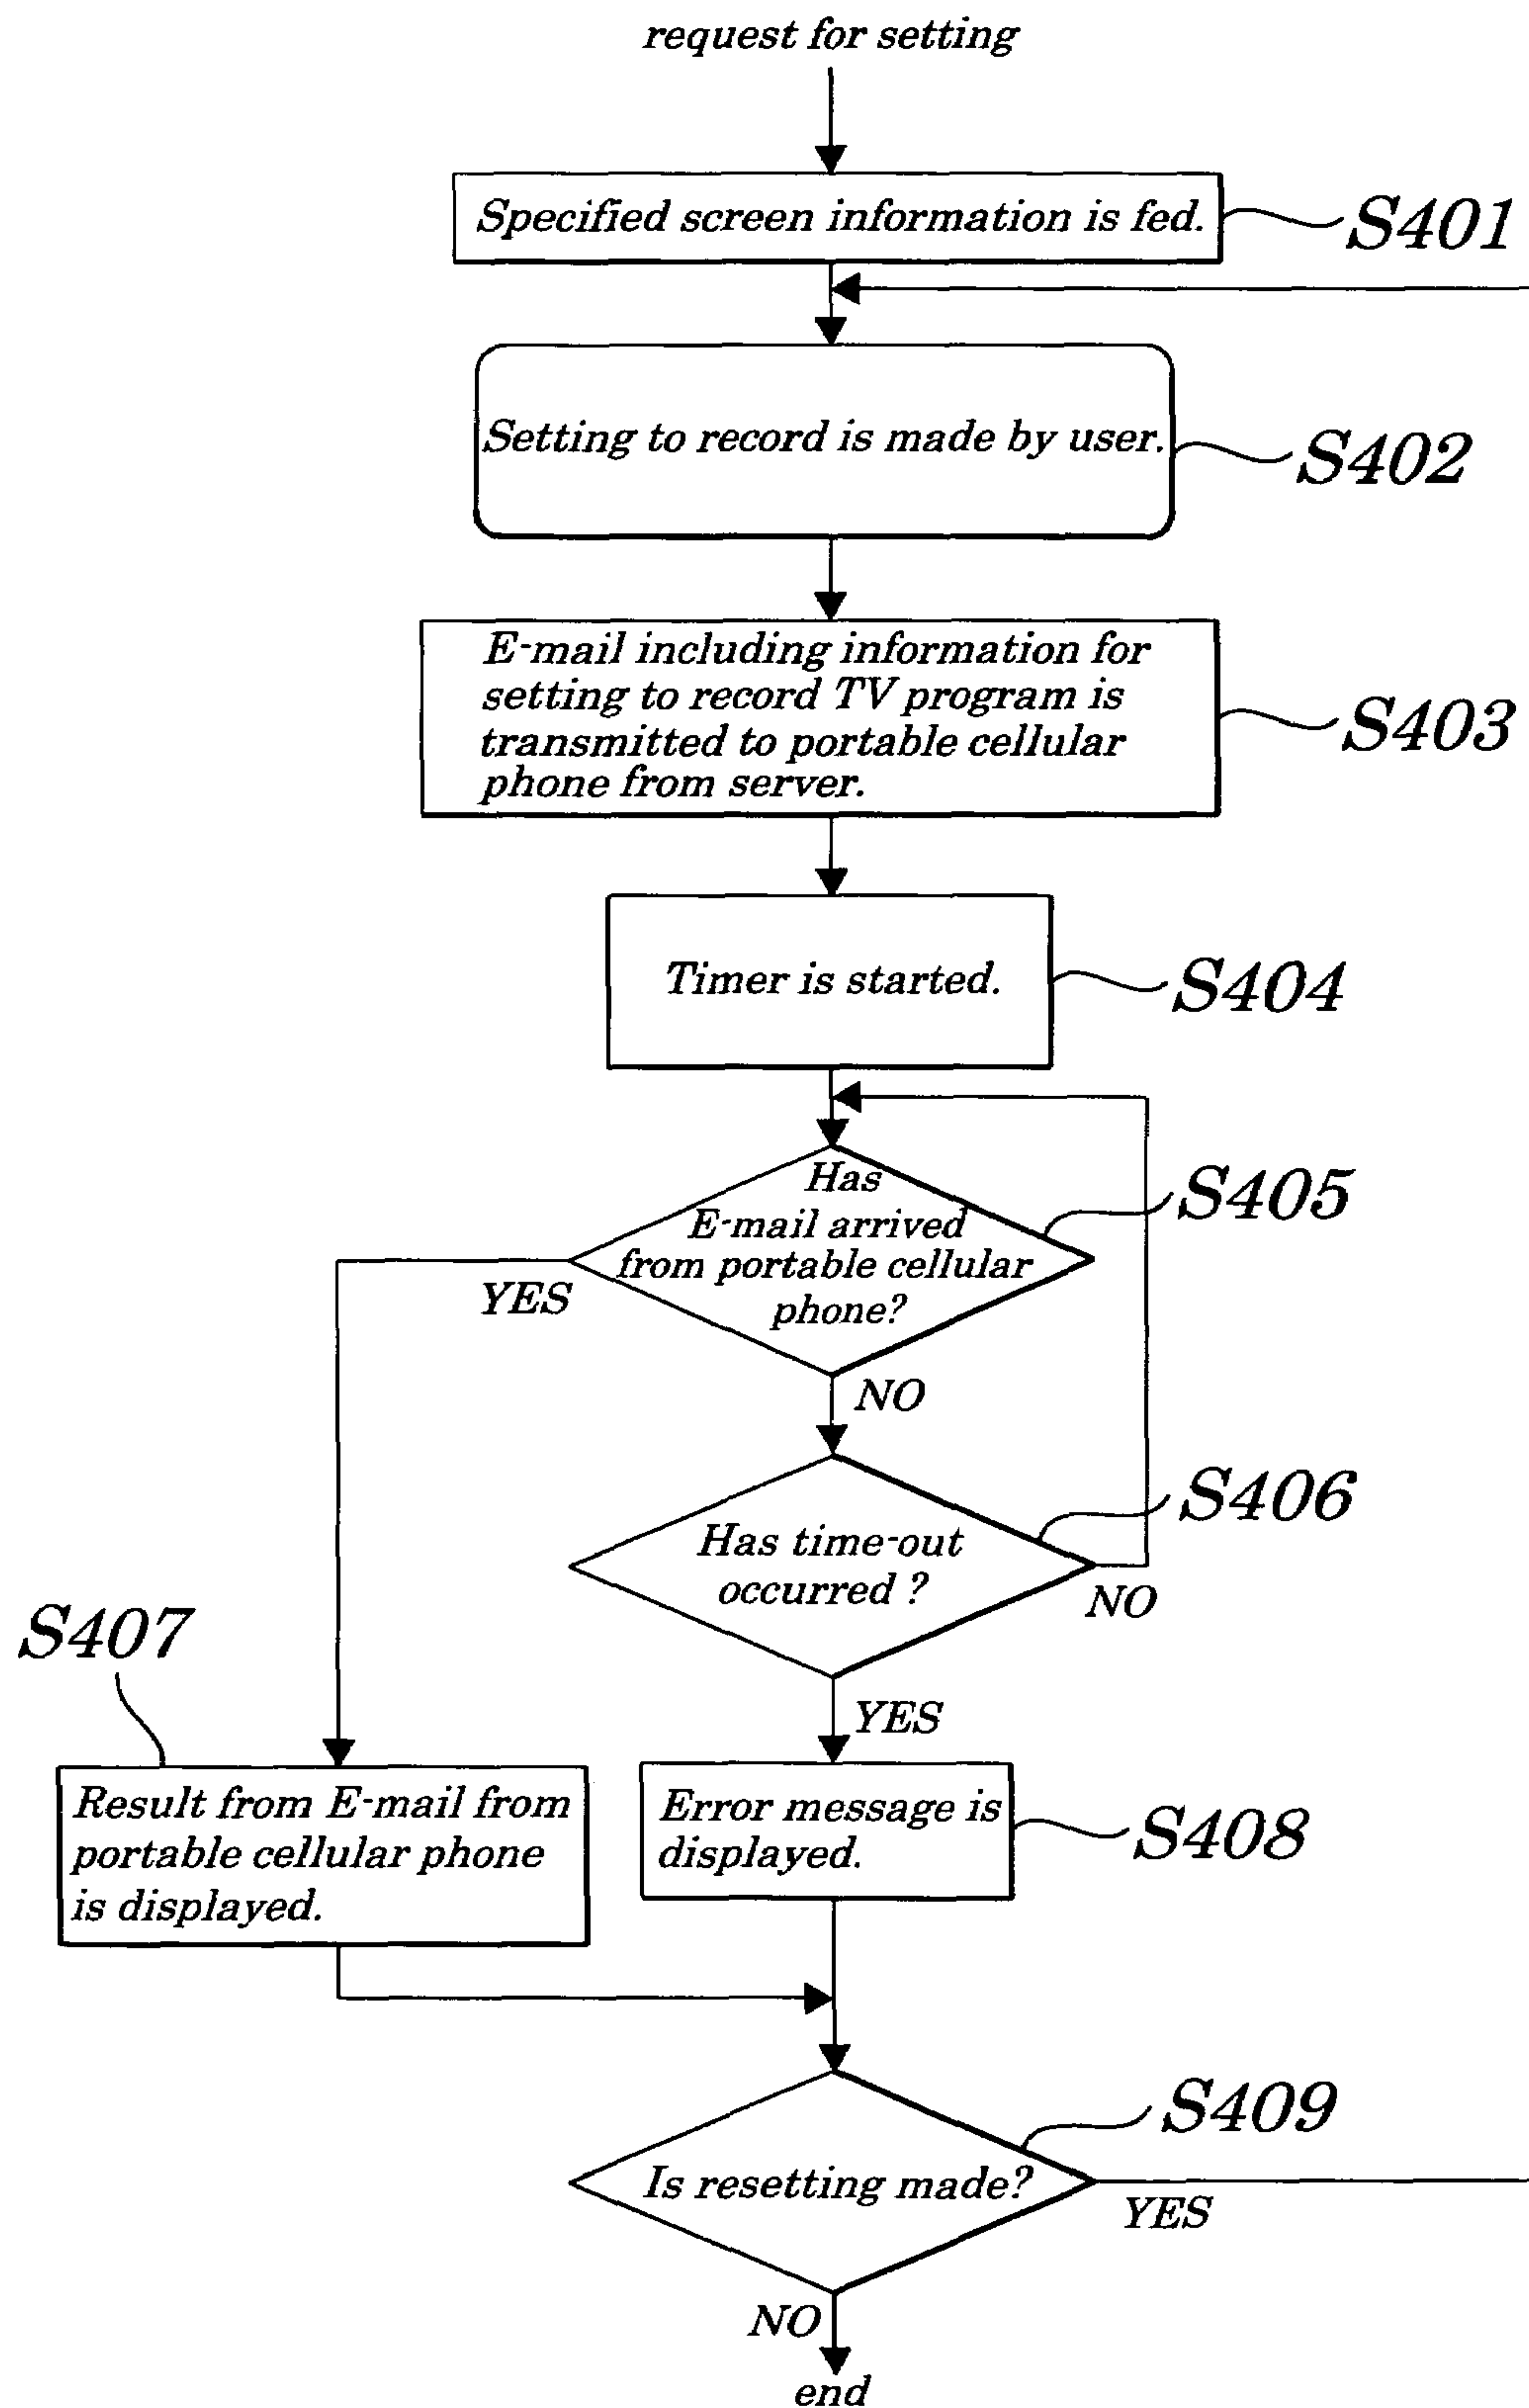 request for setting
Specified screen information is fed.
S401
Setting to record is made by user.
S402
E-mail including information for
setting to record TV program is
transmitted to portable cellular
phone from server.
S403
Timer is started.
S404
Has
E-mail arrived
from portable cellular
phone?
S405
YES
NO
Has time-out
occurred ?
S406
NO
YES
S407
Result from E-mail from
portable cellular phone
is displayed.
Error message is
displayed.
S408
Is resetting made?
S409
YES
NO
end